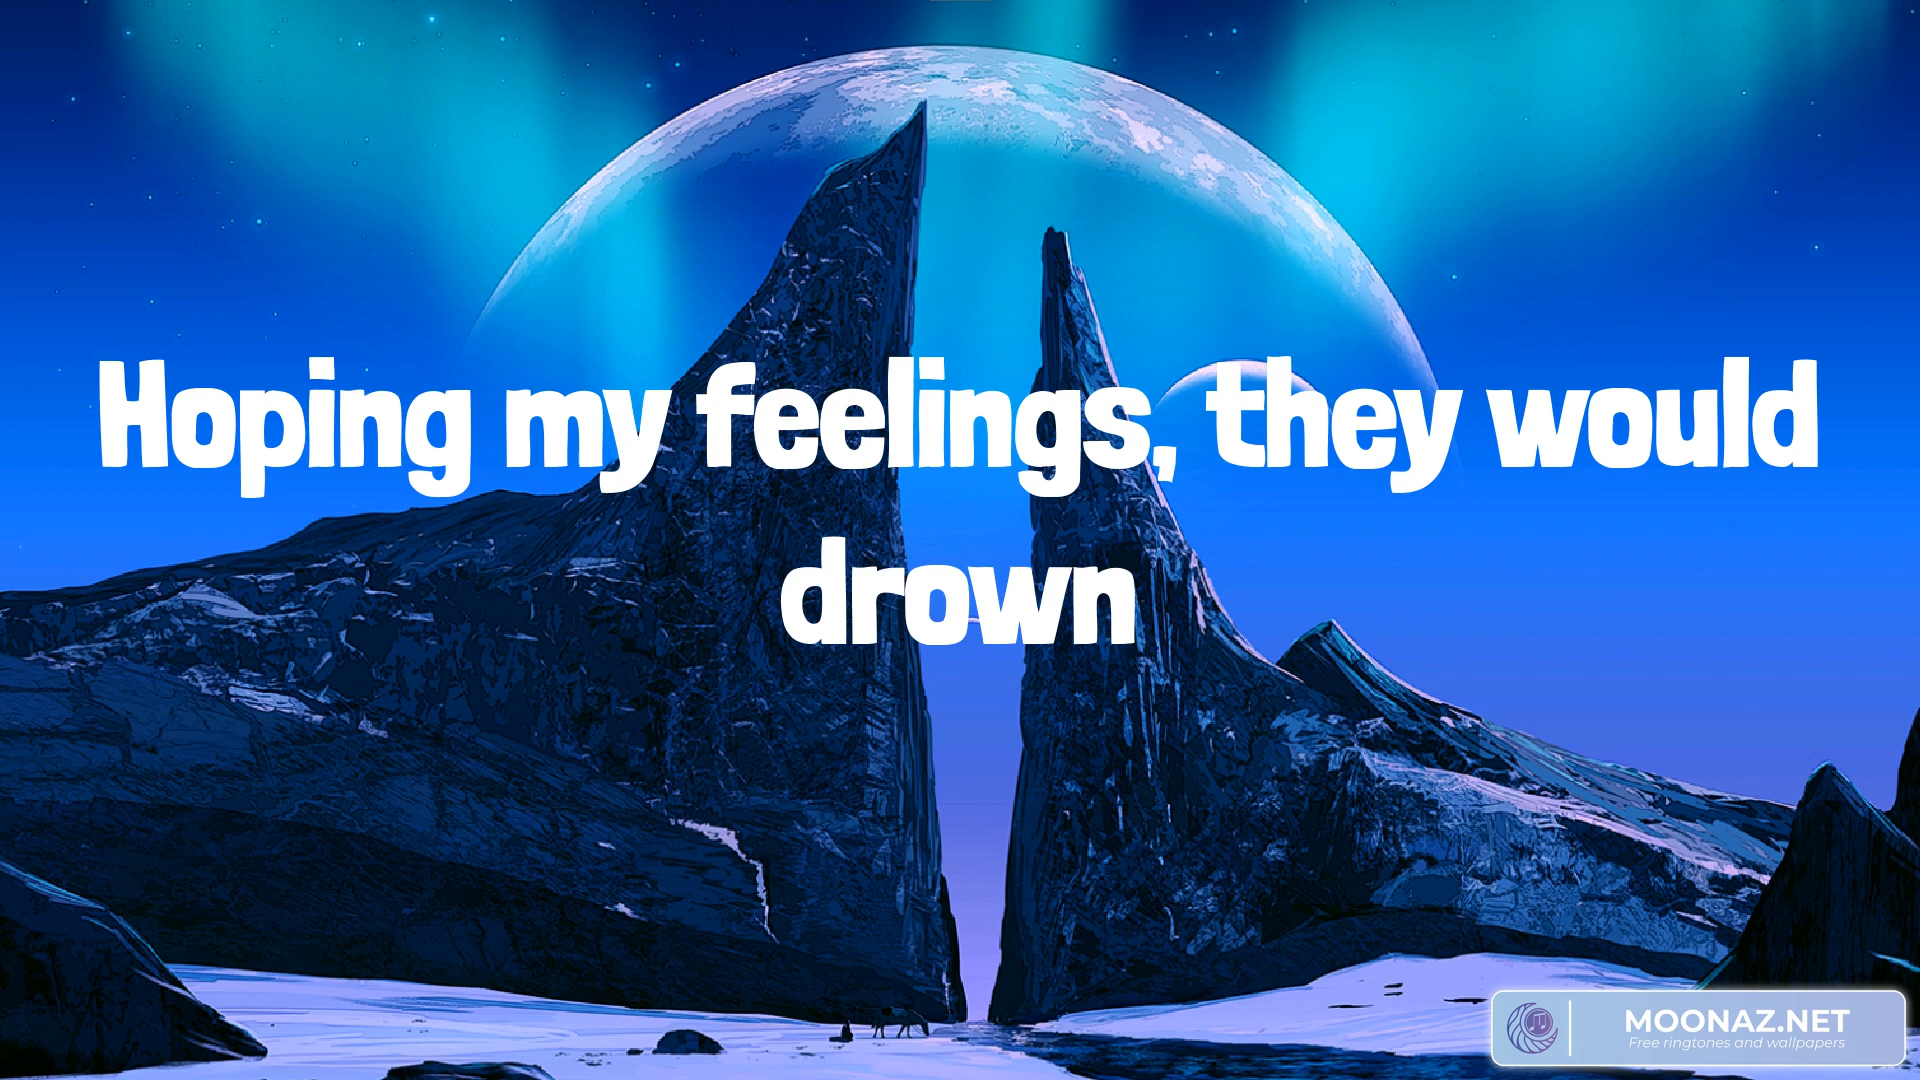 Hoping my feelings, they would
drown
MOONAZ.NET
Free ringtones and wallpapers